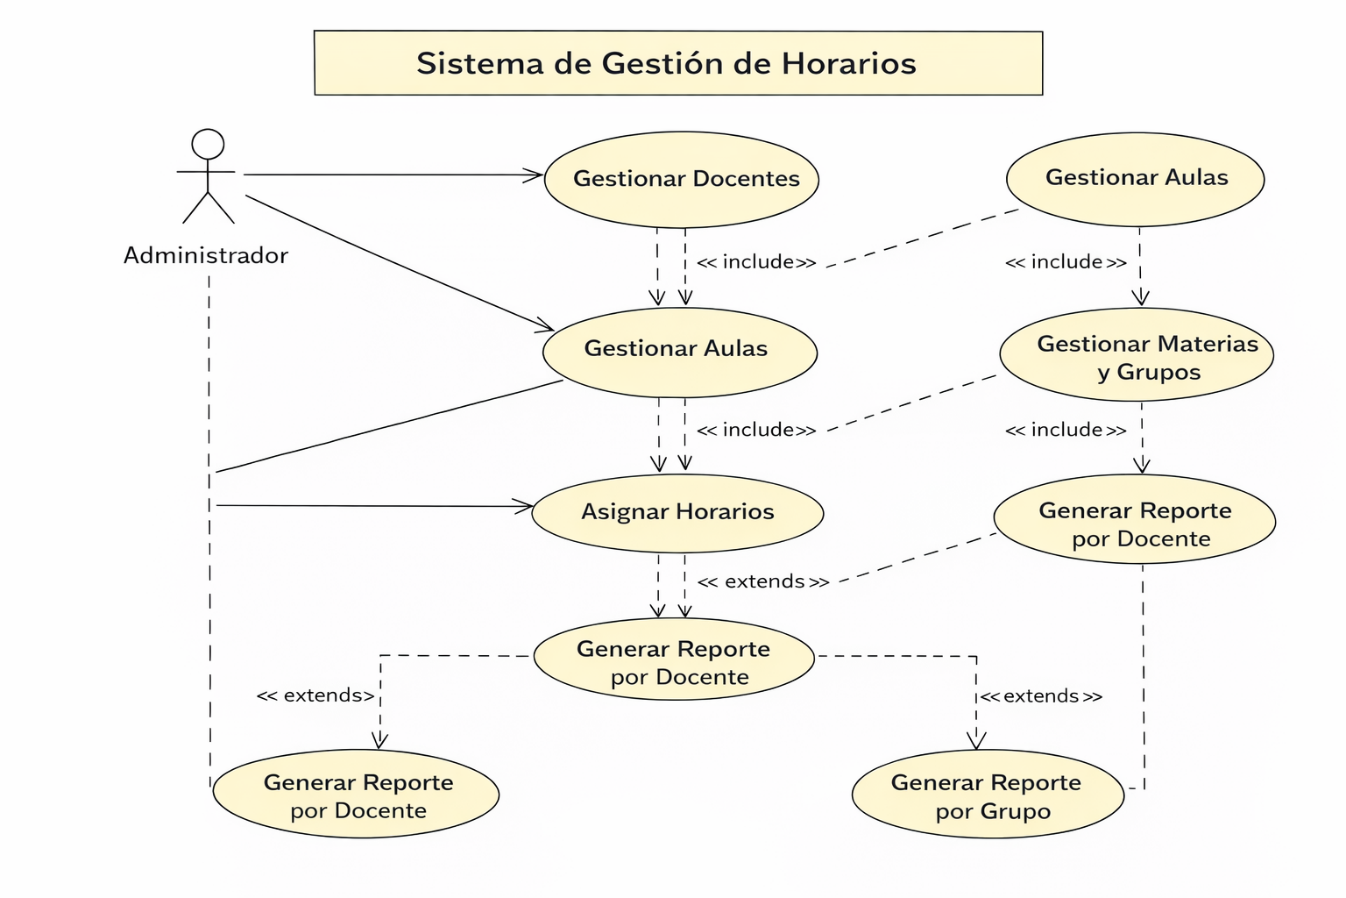 Sistema de Gestión de Horarios
Gestionar Docentes
Gestionar Aulas
Administrador
<< include>>
<< include>>
Gestionar Aulas
Gestionar Materias
y Grupos
<< include>>
<< include>>
Asignar Horarios
Generar Reporte
por Docente
<< extends>>
Generar Reporte
por Docente
<< extends>
<<extends>>
Generar Reporte
por Docente
Generar Reporte
por Grupo